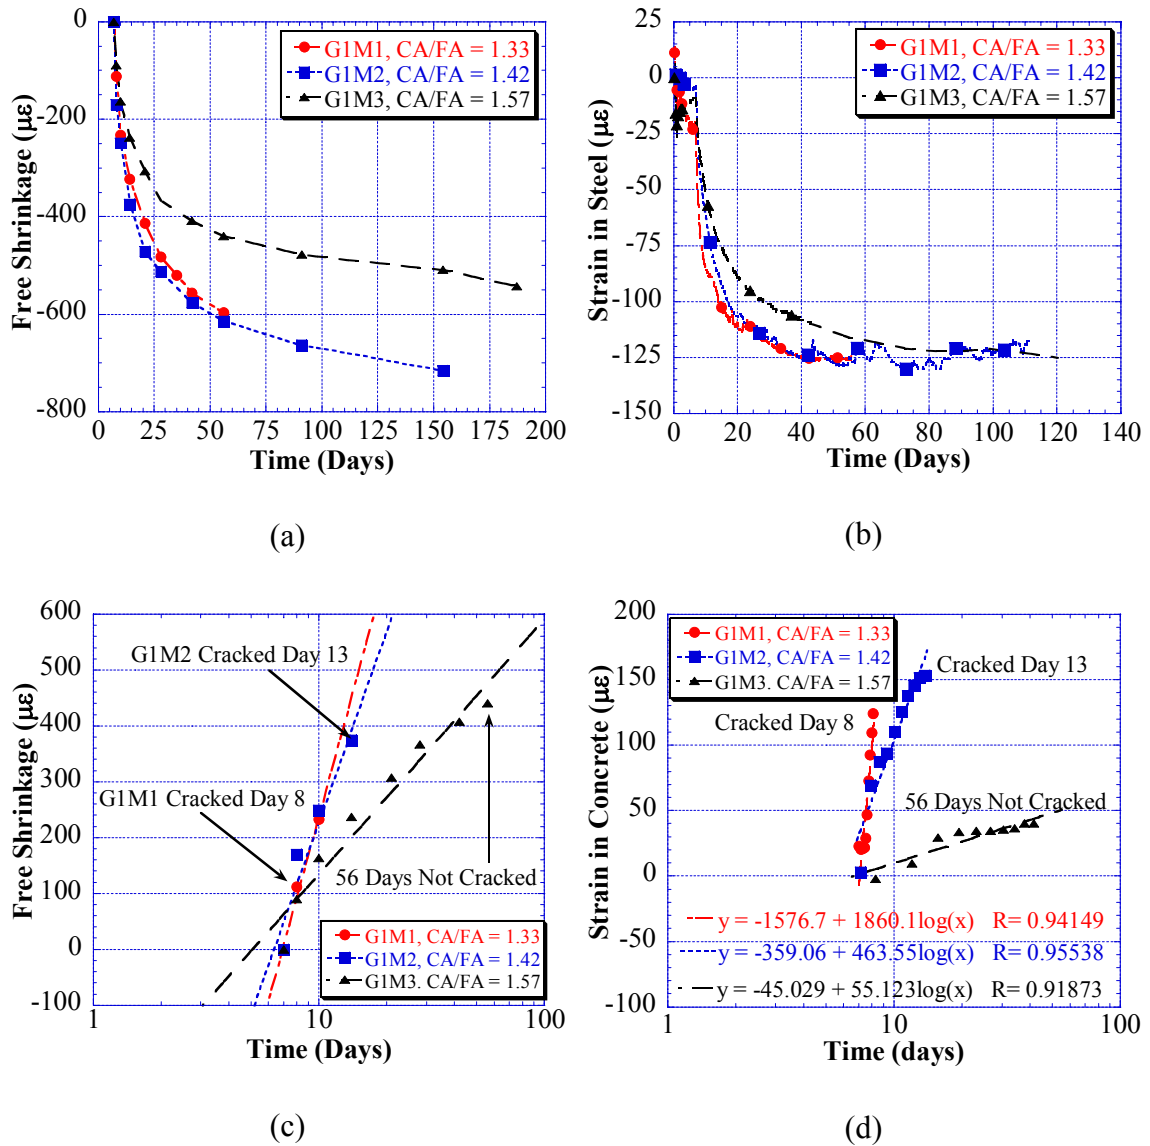 G1M1, CA/FA = 1.33
G1M2, CA/FA = 1.42
G1M3, CA/FA = 1.57
Free Shrinkage (με)
0
-200
-400
-600
-800
0 25 50 75 100 125 150 175 200
Time (Days)
(a)
G1M1, CA/FA = 1.33
G1M2, CA/FA = 1.42
G1M3, CA/FA = 1.57
Strain in Steel (με)
25
0
-25
-50
-75
-100
-125
-150
0 20 40 60 80 100 120 140
Time (Days)
(b)
Free Shrinkage (με)
600
500
400
300
200
100
0
-100
G1M2 Cracked Day 13
G1M1 Cracked Day 8
56 Days Not Cracked
G1M1, CA/FA = 1.33
G1M2, CA/FA = 1.42
G1M3. CA/FA = 1.57
1 10 100
Time (Days)
(c)
Strain in Concrete (με)
200
150
100
50
0
-50
-100
G1M1, CA/FA = 1.33
G1M2, CA/FA = 1.42
G1M3. CA/FA = 1.57
Cracked Day 13
Cracked Day 8
56 Days Not Cracked
y = -1576.7 + 1860.1log(x) R= 0.94149
y = -359.06 + 463.55log(x) R= 0.95538
y = -45.029 + 55.123log(x) R= 0.91873
1 10 100
Time (days)
(d)